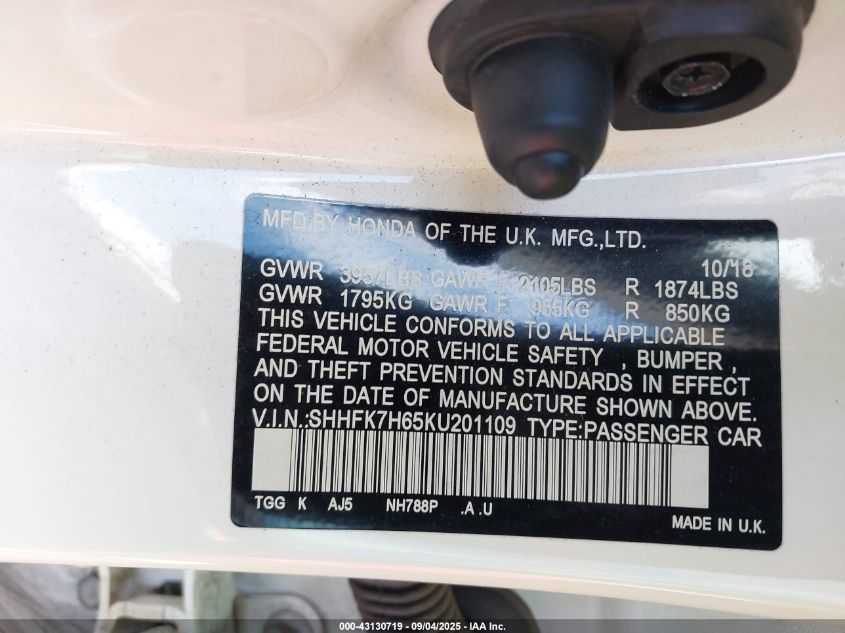 MFD BY HONDA OF THE U.K. MFG.,LTD.
10/18
GVWR 3957LBS GAWR F 2105LBS R 1874LBS
GVWR 1795KG GAWR F 955KG R 850KG
THIS VEHICLE CONFORMS TO ALL APPLICABLE
FEDERAL MOTOR VEHICLE SAFETY , BUMPER ,
AND THEFT PREVENTION STANDARDS IN EFFECT
ON THE DATE OF MANUFACTURE SHOWN ABOVE.
V.I.N.:SHHFK7H65KU201109 TYPE:PASSENGER CAR
TGG K AJ5 NH788P .A .U
MADE IN U.K.
000-43130719 - 09/04/2025 - IAA Inc.